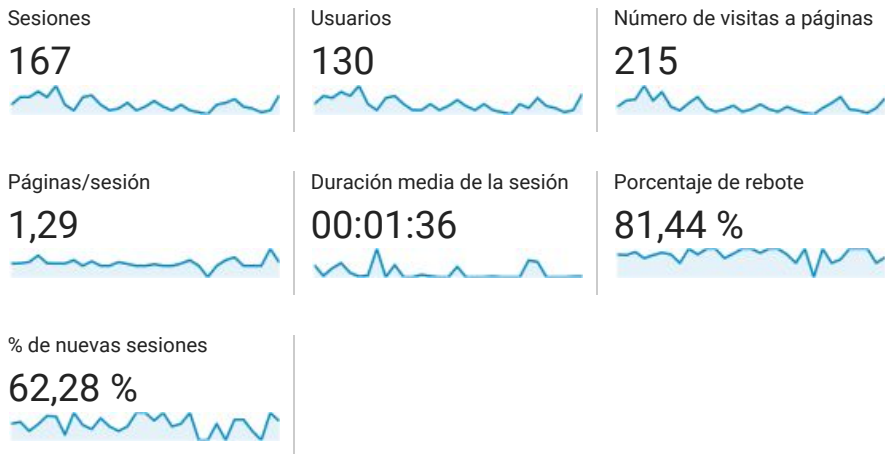 Sesiones
167
Usuarios
130
Número de visitas a páginas
215
Páginas/sesión
1,29
Duración media de la sesión
00:01:36
Porcentaje de rebote
81,44 %
% de nuevas sesiones
62,28 %